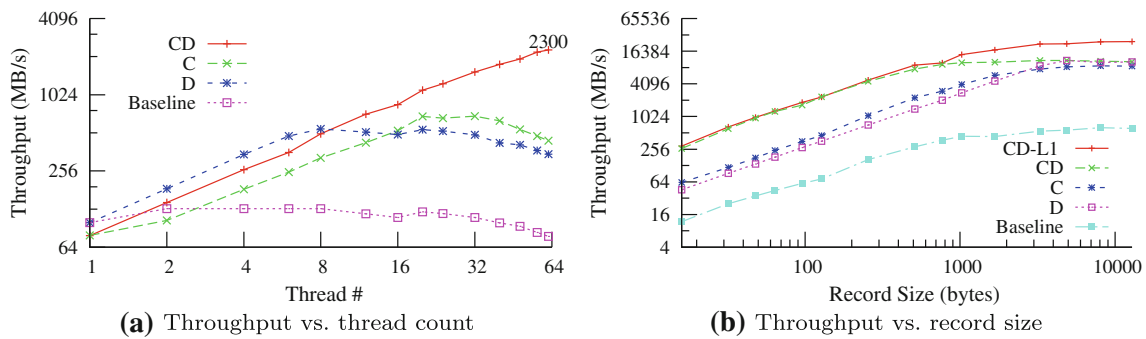 Throughput (MB/s)
4096
1024
256
64
CD
C
D
Baseline
2300
1 2 4 8 16 32 64
Thread #
(a) Throughput vs. thread count
Throughput (MB/s)
65536
16384
4096
1024
256
64
16
4
CD-L1
CD
C
D
Baseline
100 1000 10000
Record Size (bytes)
(b) Throughput vs. record size